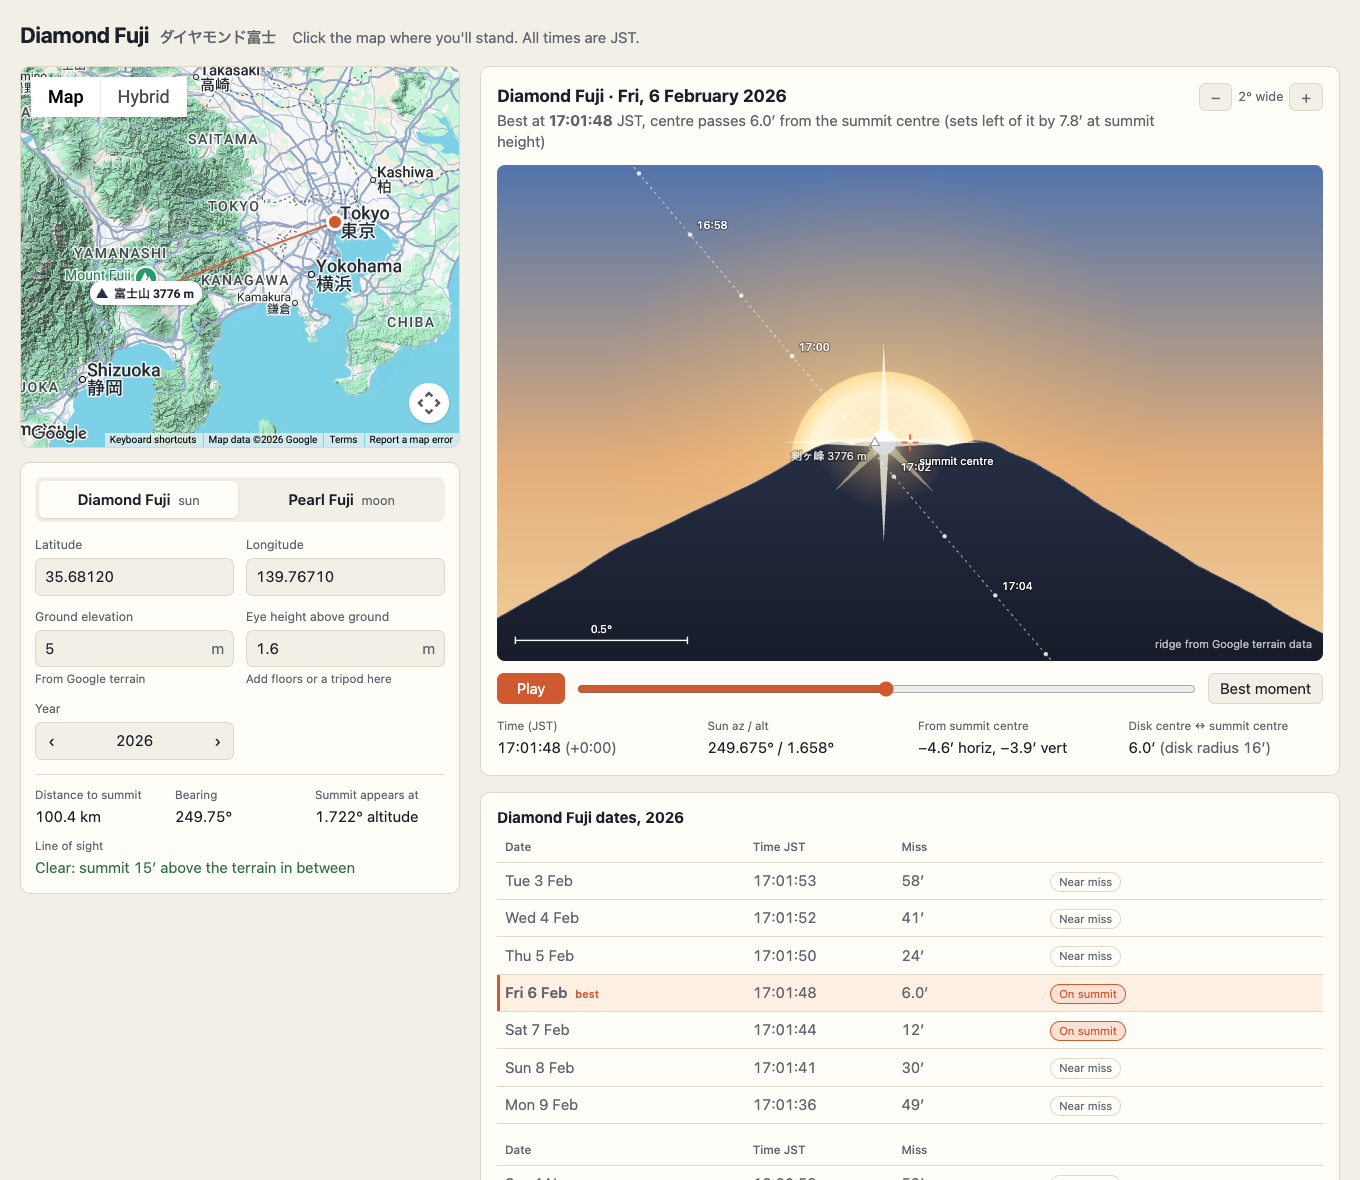 Diamond Fuji ダイヤモンド富士 Click the map where you'll stand. All times are JST.
Takasaki
高崎
Map Hybrid
SAITAMA
Kashiwa
柏
TOKYO
Tokyo
東京
YAMANASHI
Mount Fuji
富士山 3776 m
KANAGAWA
Yokohama
横浜
Kamakura
鎌倉
CHIBA
Shizuoka
静岡
Google
Keyboard shortcuts Map data ©2026 Google Terms Report a map error
Diamond Fuji sun Pearl Fuji moon
Latitude Longitude
35.68120 139.76710
Ground elevation Eye height above ground
5 m 1.6 m
From Google terrain Add floors or a tripod here
Year
‹ 2026 ›
Distance to summit Bearing Summit appears at
100.4 km 249.75° 1.722° altitude
Line of sight
Clear: summit 15′ above the terrain in between
Diamond Fuji · Fri, 6 February 2026
− 2° wide +
Best at 17:01:48 JST, centre passes 6.0′ from the summit centre (sets left of it by 7.8′ at summit
height)
16:58
17:00
剣ヶ峰 3776 m
summit centre
17:02
17:04
0.5°
ridge from Google terrain data
Play Best moment
Time (JST) Sun az / alt From summit centre Disk centre ↔ summit centre
17:01:48 (+0:00) 249.675° / 1.658° −4.6′ horiz, −3.9′ vert 6.0′ (disk radius 16′)
Diamond Fuji dates, 2026
Date Time JST Miss
Tue 3 Feb 17:01:53 58′ Near miss
Wed 4 Feb 17:01:52 41′ Near miss
Thu 5 Feb 17:01:50 24′ Near miss
Fri 6 Feb best 17:01:48 6.0′ On summit
Sat 7 Feb 17:01:44 12′ On summit
Sun 8 Feb 17:01:41 30′ Near miss
Mon 9 Feb 17:01:36 49′ Near miss
Date Time JST Miss